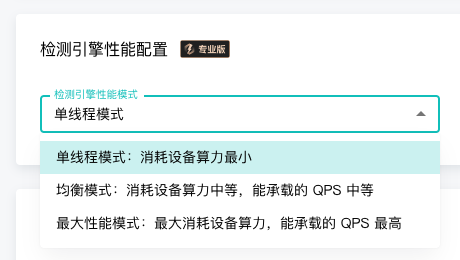 检测引擎性能配置 专业版
检测引擎性能模式
单线程模式
单线程模式：消耗设备算力最小
均衡模式：消耗设备算力中等，能承载的 QPS 中等
最大性能模式：最大消耗设备算力，能承载的 QPS 最高